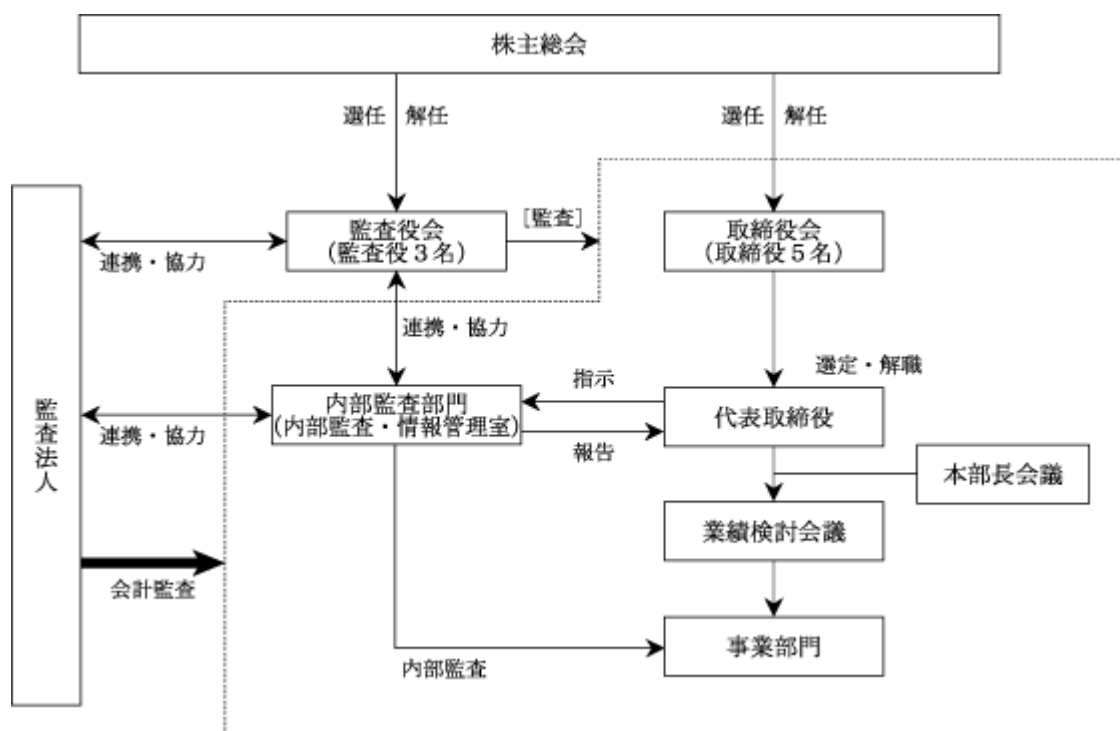 株主総会
選任 解任
選任 解任
監査役会
(監査役3名)
[監査]
取締役会
(取締役5名)
連携・協力
連携・協力
選定・解職
指示
内部監査部門
(内部監査・情報管理室)
代表取締役
連携・協力
報告
監査法人
本部長会議
業績検討会議
会計監査
事業部門
内部監査